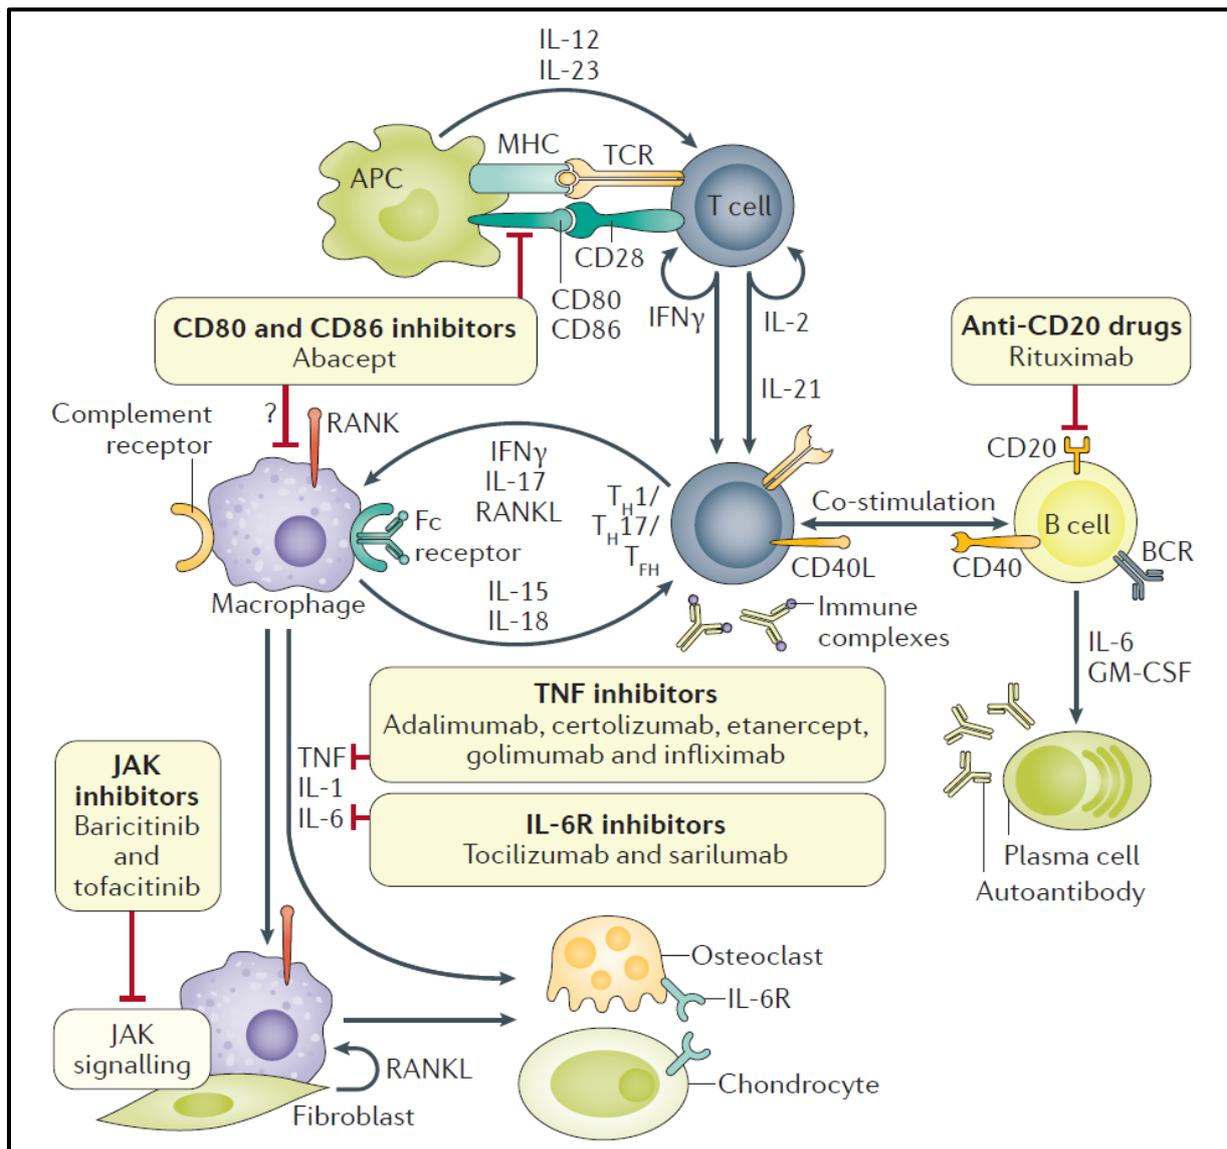 IL-12
IL-23
MHC
TCR
APC
T cell
CD28
CD80
CD86
IFNγ
IL-2
IL-21
CD80 and CD86 inhibitors
Abacept
Anti-CD20 drugs
Rituximab
Complement
receptor
?
RANK
IFNγ
IL-17
RANKL
Fc
receptor
Macrophage
IL-15
IL-18
TH1/
TH17/
TFH
Co-stimulation
CD40L
CD20
B cell
CD40
BCR
Immune
complexes
IL-6
GM-CSF
TNF inhibitors
Adalimumab, certolizumab, etanercept,
golimumab and infliximab
TNF
IL-1
IL-6
IL-6R inhibitors
Tocilizumab and sarilumab
JAK
inhibitors
Baricitinib
and
tofacitinib
Plasma cell
Autoantibody
Osteoclast
IL-6R
JAK
signalling
RANKL
Fibroblast
Chondrocyte